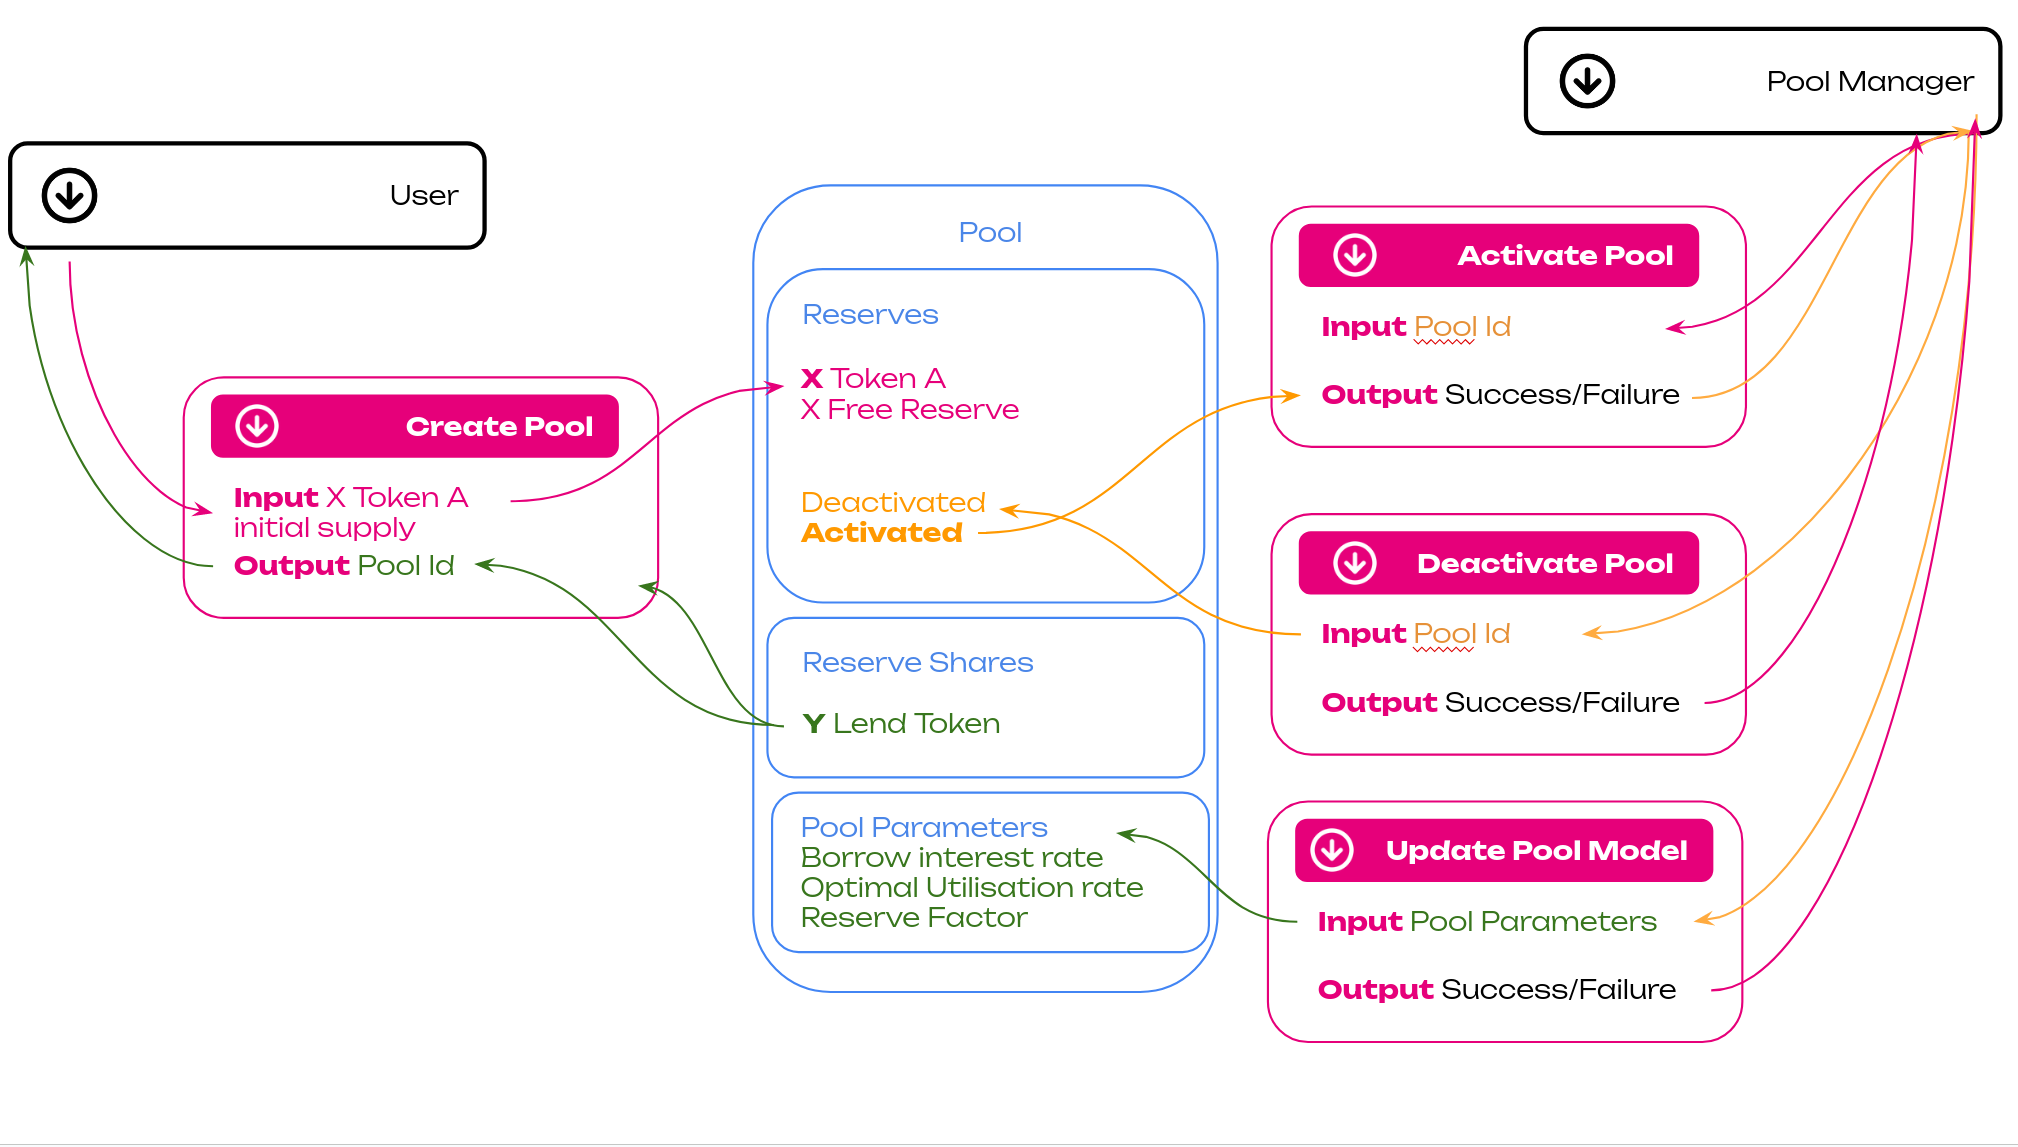 Pool Manager
User
Create Pool
Input X Token A
initial supply
Output Pool Id
Pool
Reserves
X Token A
X Free Reserve
Deactivated
Activated
Reserve Shares
Y Lend Token
Pool Parameters
Borrow interest rate
Optimal Utilisation rate
Reserve Factor
Activate Pool
Input Pool Id
Output Success/Failure
Deactivate Pool
Input Pool Id
Output Success/Failure
Update Pool Model
Input Pool Parameters
Output Success/Failure